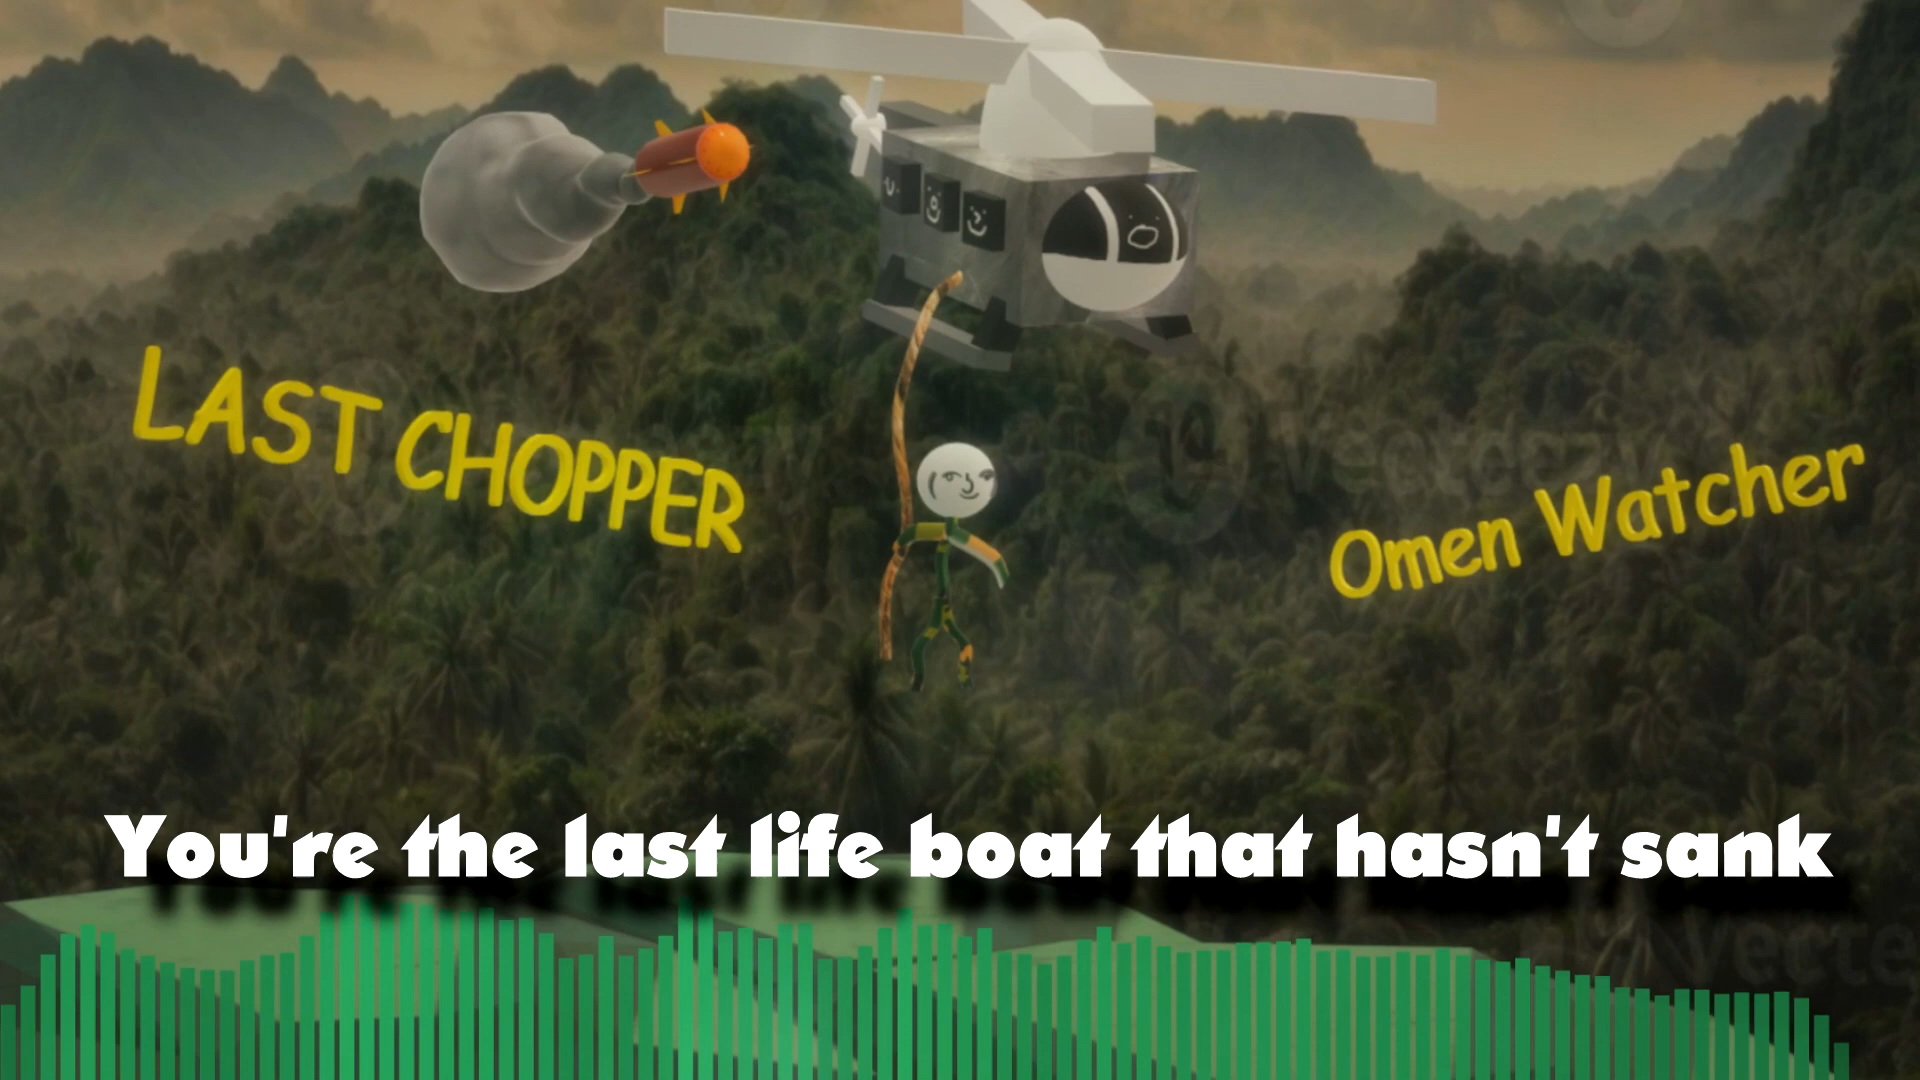 LAST CHOPPER
Omen Watcher
You're the last life boat that hasn't sank